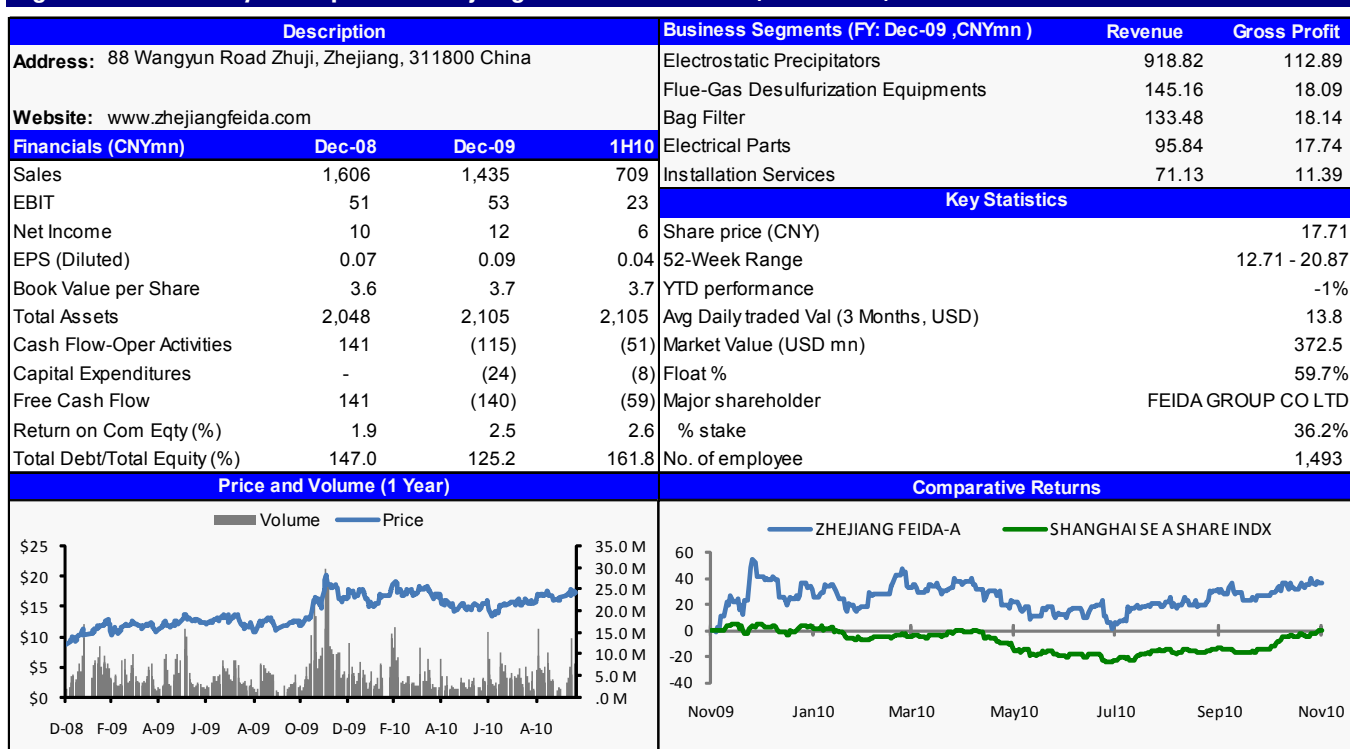 Description
Address: 88 Wangyun Road Zhuji, Zhejiang, 311800 China
Website: www.zhejiangfeida.com
Financials (CNYmn) Dec-08 Dec-09 1H10
Sales 1,606 1,435 709
EBIT 51 53 23
Net Income 10 12 6
EPS (Diluted) 0.07 0.09 0.04
Book Value per Share 3.6 3.7 3.7
Total Assets 2,048 2,105 2,105
Cash Flow-Oper Activities 141 (115) (51)
Capital Expenditures - (24) (8)
Free Cash Flow 141 (140) (59)
Return on Com Eqty (%) 1.9 2.5 2.6
Total Debt/Total Equity (%) 147.0 125.2 161.8
Business Segments (FY: Dec-09 ,CNYmn ) Revenue Gross Profit
Electrostatic Precipitators 918.82 112.89
Flue-Gas Desulfurization Equipments 145.16 18.09
Bag Filter 133.48 18.14
Electrical Parts 95.84 17.74
Installation Services 71.13 11.39
Key Statistics
Share price (CNY) 17.71
52-Week Range 12.71 - 20.87
YTD performance -1%
Avg Daily traded Val (3 Months, USD) 13.8
Market Value (USD mn) 372.5
Float % 59.7%
Major shareholder FEIDA GROUP CO LTD
% stake 36.2%
No. of employee 1,493
Price and Volume (1 Year)
Volume Price
$25
$20
$15
$10
$5
$0
35.0 M
30.0 M
25.0 M
20.0 M
15.0 M
10.0 M
5.0 M
.0 M
D-08 F-09 A-09 J-09 A-09 O-09 D-09 F-10 A-10 J-10 A-10
Comparative Returns
ZHEJIANG FEIDA-A SHANGHAI SE A SHARE INDX
60
40
20
0
-20
-40
Nov09 Jan10 Mar10 May10 Jul10 Sep10 Nov10